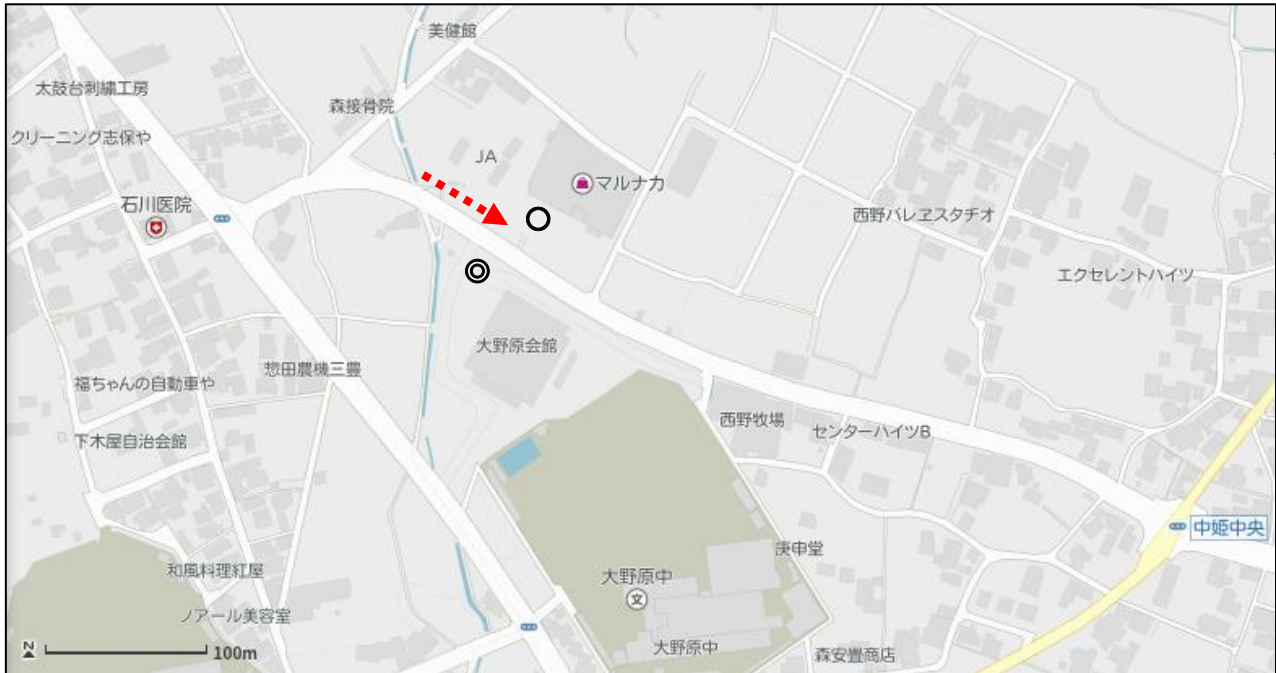 美健館
太鼓台刺繍工房
森接骨院
クリーニング志保や
JA
マルナカ
石川医院
西野バレヱスタヂオ
エクセレントハイツ
大野原会館
惣田農機三豊
福ちゃんの自動車や
西野牧場
センターハイツB
下木屋自治会館
中姫中央
庚申堂
和風料理紅屋
大野原中
文
ノアール美容室
大野原中
森安畳商店
N
100m